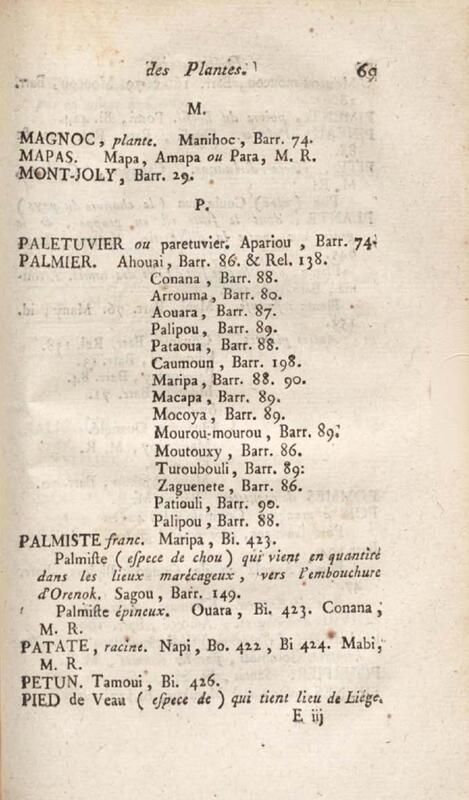 des Plantes. 69
M.
MAGNOC, plante. Manihoc, Barr. 74.
MAPAS. Mapa, Amapa ou Para, M. R.
MONT-JOLY, Barr. 29.
P.
PALETUVIER ou paretuvier. Apariou, Barr. 74.
PALMIER. Ahouai, Barr. 86. & Rel. 138.
Conana, Barr. 88.
Arrouma, Barr. 80.
Aouara, Barr. 87.
Palipou, Barr. 89.
Pataoua, Barr. 88.
Caumoun, Barr. 198.
Maripa, Barr. 88. 90.
Macapa, Barr. 89.
Mocoya, Barr. 89.
Mourou-mourou, Barr. 89.
Moutouxy, Barr. 86.
Turoubouli, Barr. 89:
Zaguenete, Barr. 86.
Patiouli, Barr. 90.
Palipou, Barr. 88.
PALMISTE franc. Maripa, Bi. 423.
Palmiſte (eſpece de chou) qui vient en quantité
dans les lieux marécageux, vers l'embouchure
d'Orenok. Sagou, Barr. 149.
Palmiſte épineux. Ouara, Bi. 423. Conana,
M. R.
PATATE, racine. Napi, Bo. 422, Bi 424. Mabi,
M. R.
PETUN. Tamoui, Bi. 426.
PIED de Veau (eſpece de) qui tient lieu de Liége.
E iij